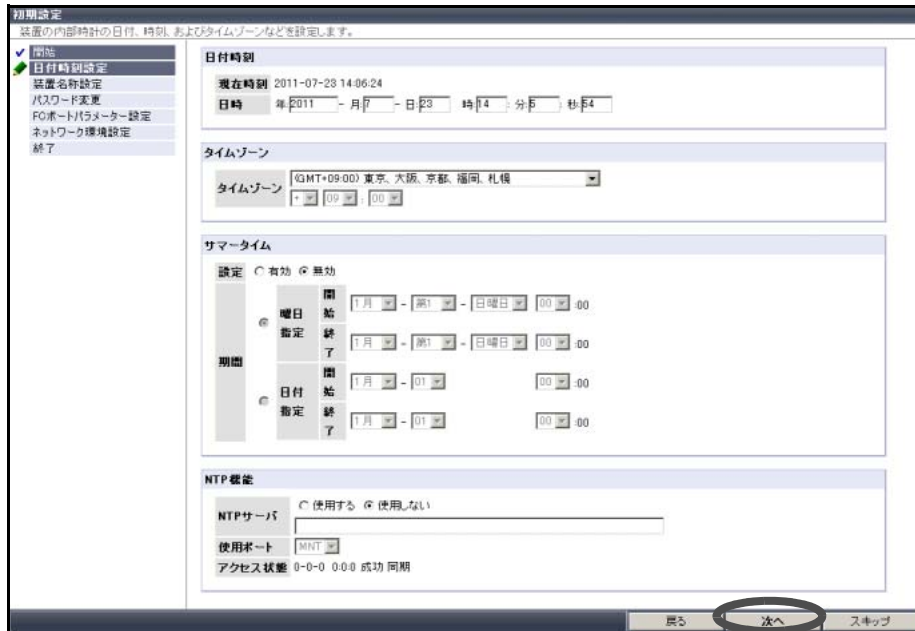 初期設定
装置の内部時計の日付、時刻、およびタイムゾーンなどを設定します。
開始
日付時刻設定
装置名称設定
パスワード変更
FCポートパラメーター設定
ネットワーク環境設定
終了
日付時刻
現在時刻 2011-07-23 14:06:24
日時 年:2011 - 月:7 - 日:23 時:14 : 分:5 : 秒:54
タイムゾーン
タイムゾーン (GMT+09:00) 東京、大阪、京都、福岡、札幌
+ 09 : 00
サマータイム
設定 有効 無効
期間
曜日指定
開始 1月 - 第1 - 日曜日 00 :00
終了 1月 - 第1 - 日曜日 00 :00
日付指定
開始 1月 - 01 00 :00
終了 1月 - 01 00 :00
NTP機能
NTPサーバ 使用する 使用しない
使用ポート MNT
アクセス状態 0-0-0 0:0:0 成功 同期
戻る 次へ スキップ